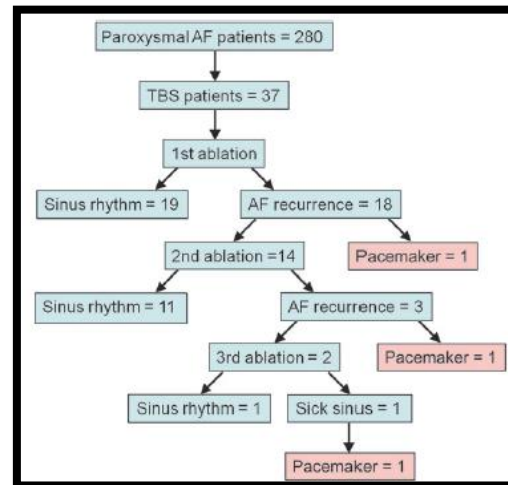 Paroxysmal AF patients = 280
TBS patients = 37
1st ablation
Sinus rhythm = 19
AF recurrence = 18
2nd ablation =14
Pacemaker = 1
Sinus rhythm = 11
AF recurrence = 3
3rd ablation = 2
Pacemaker = 1
Sinus rhythm = 1
Sick sinus = 1
Pacemaker = 1